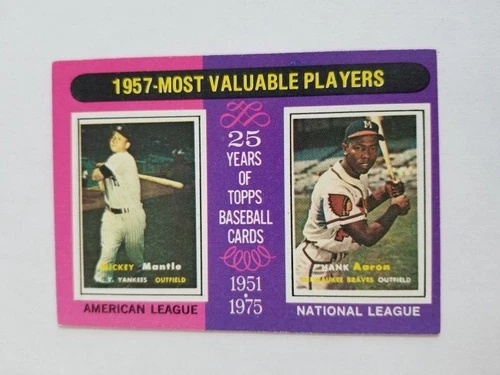 1957-MOST VALUABLE PLAYERS
25
YEARS
OF
TOPPS
BASEBALL
CARDS
1951
1975
MICKEY Mantle
N. Y. YANKEES OUTFIELD
AMERICAN LEAGUE
M
HANK Aaron
MILWAUKEE BRAVES OUTFIELD
NATIONAL LEAGUE